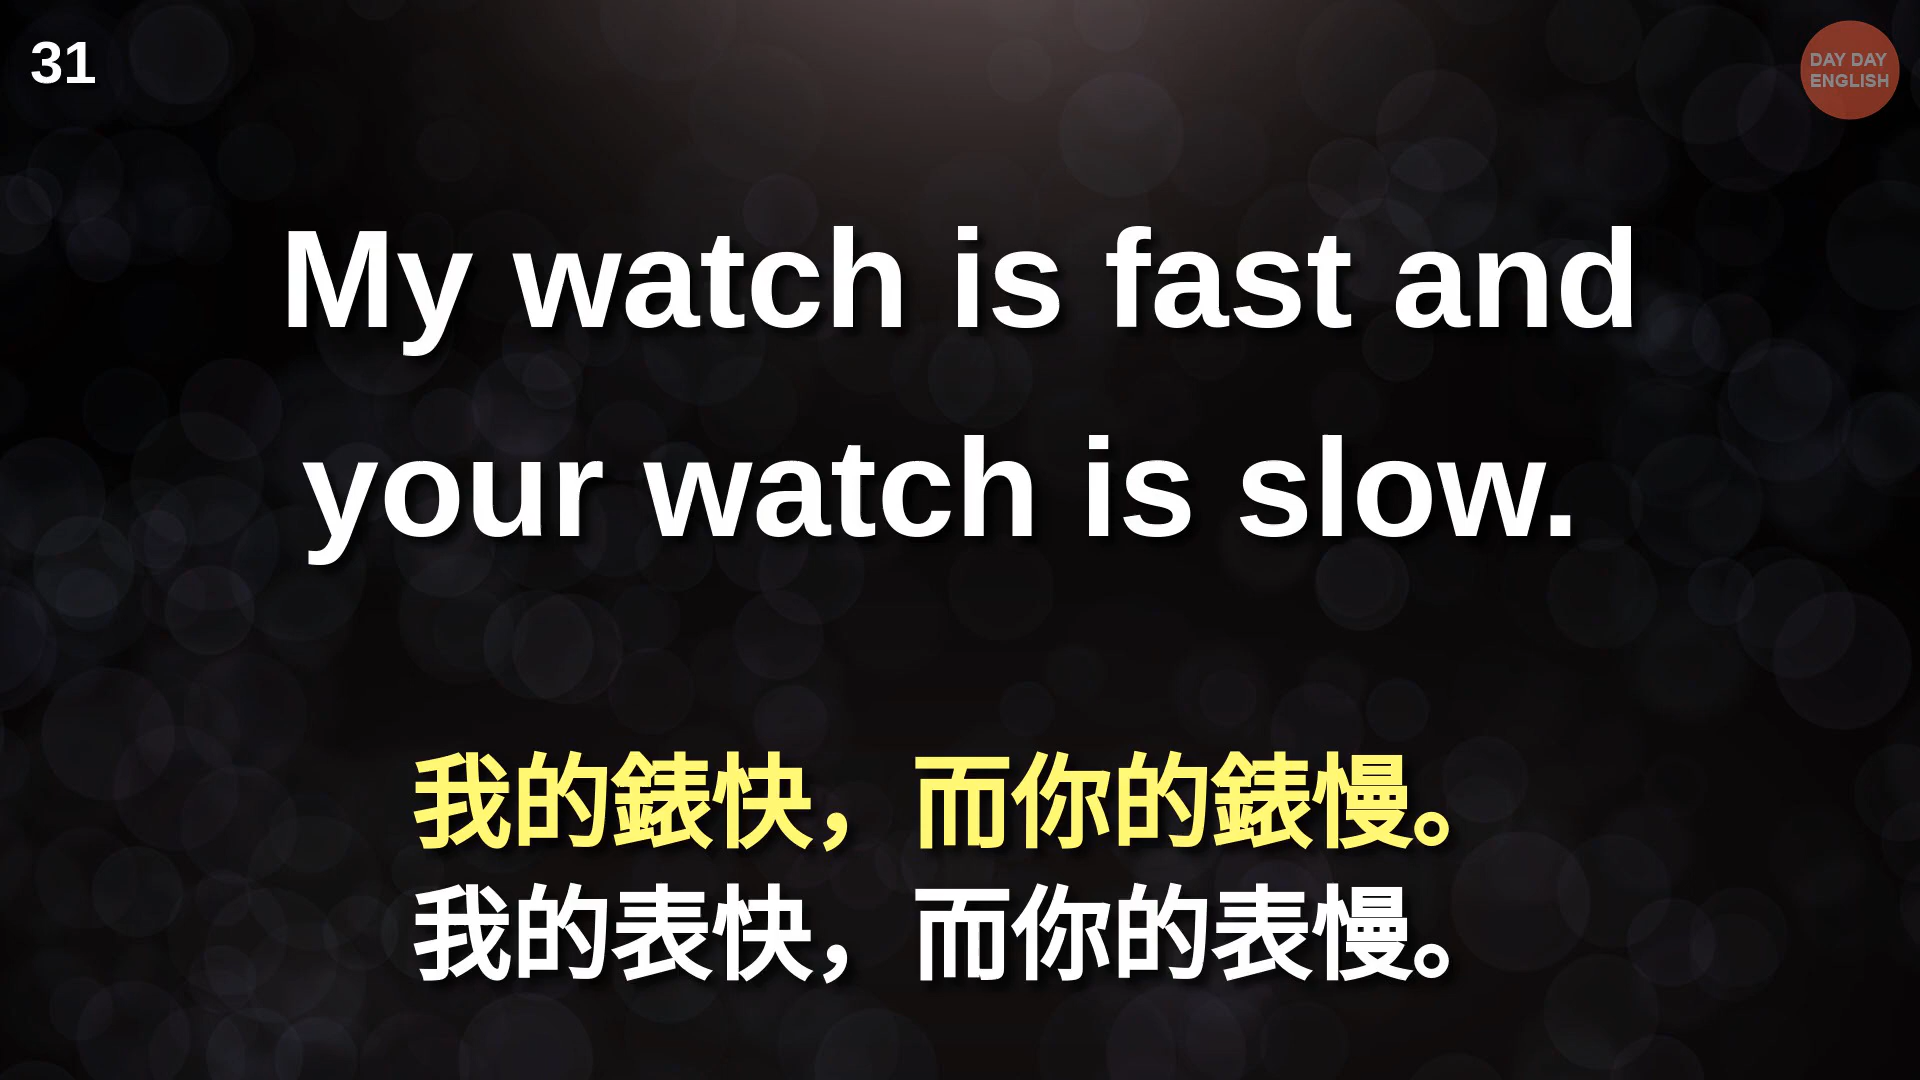 31
DAY DAY
ENGLISH
My watch is fast and
your watch is slow.
我的錶快，而你的錶慢。
我的表快，而你的表慢。